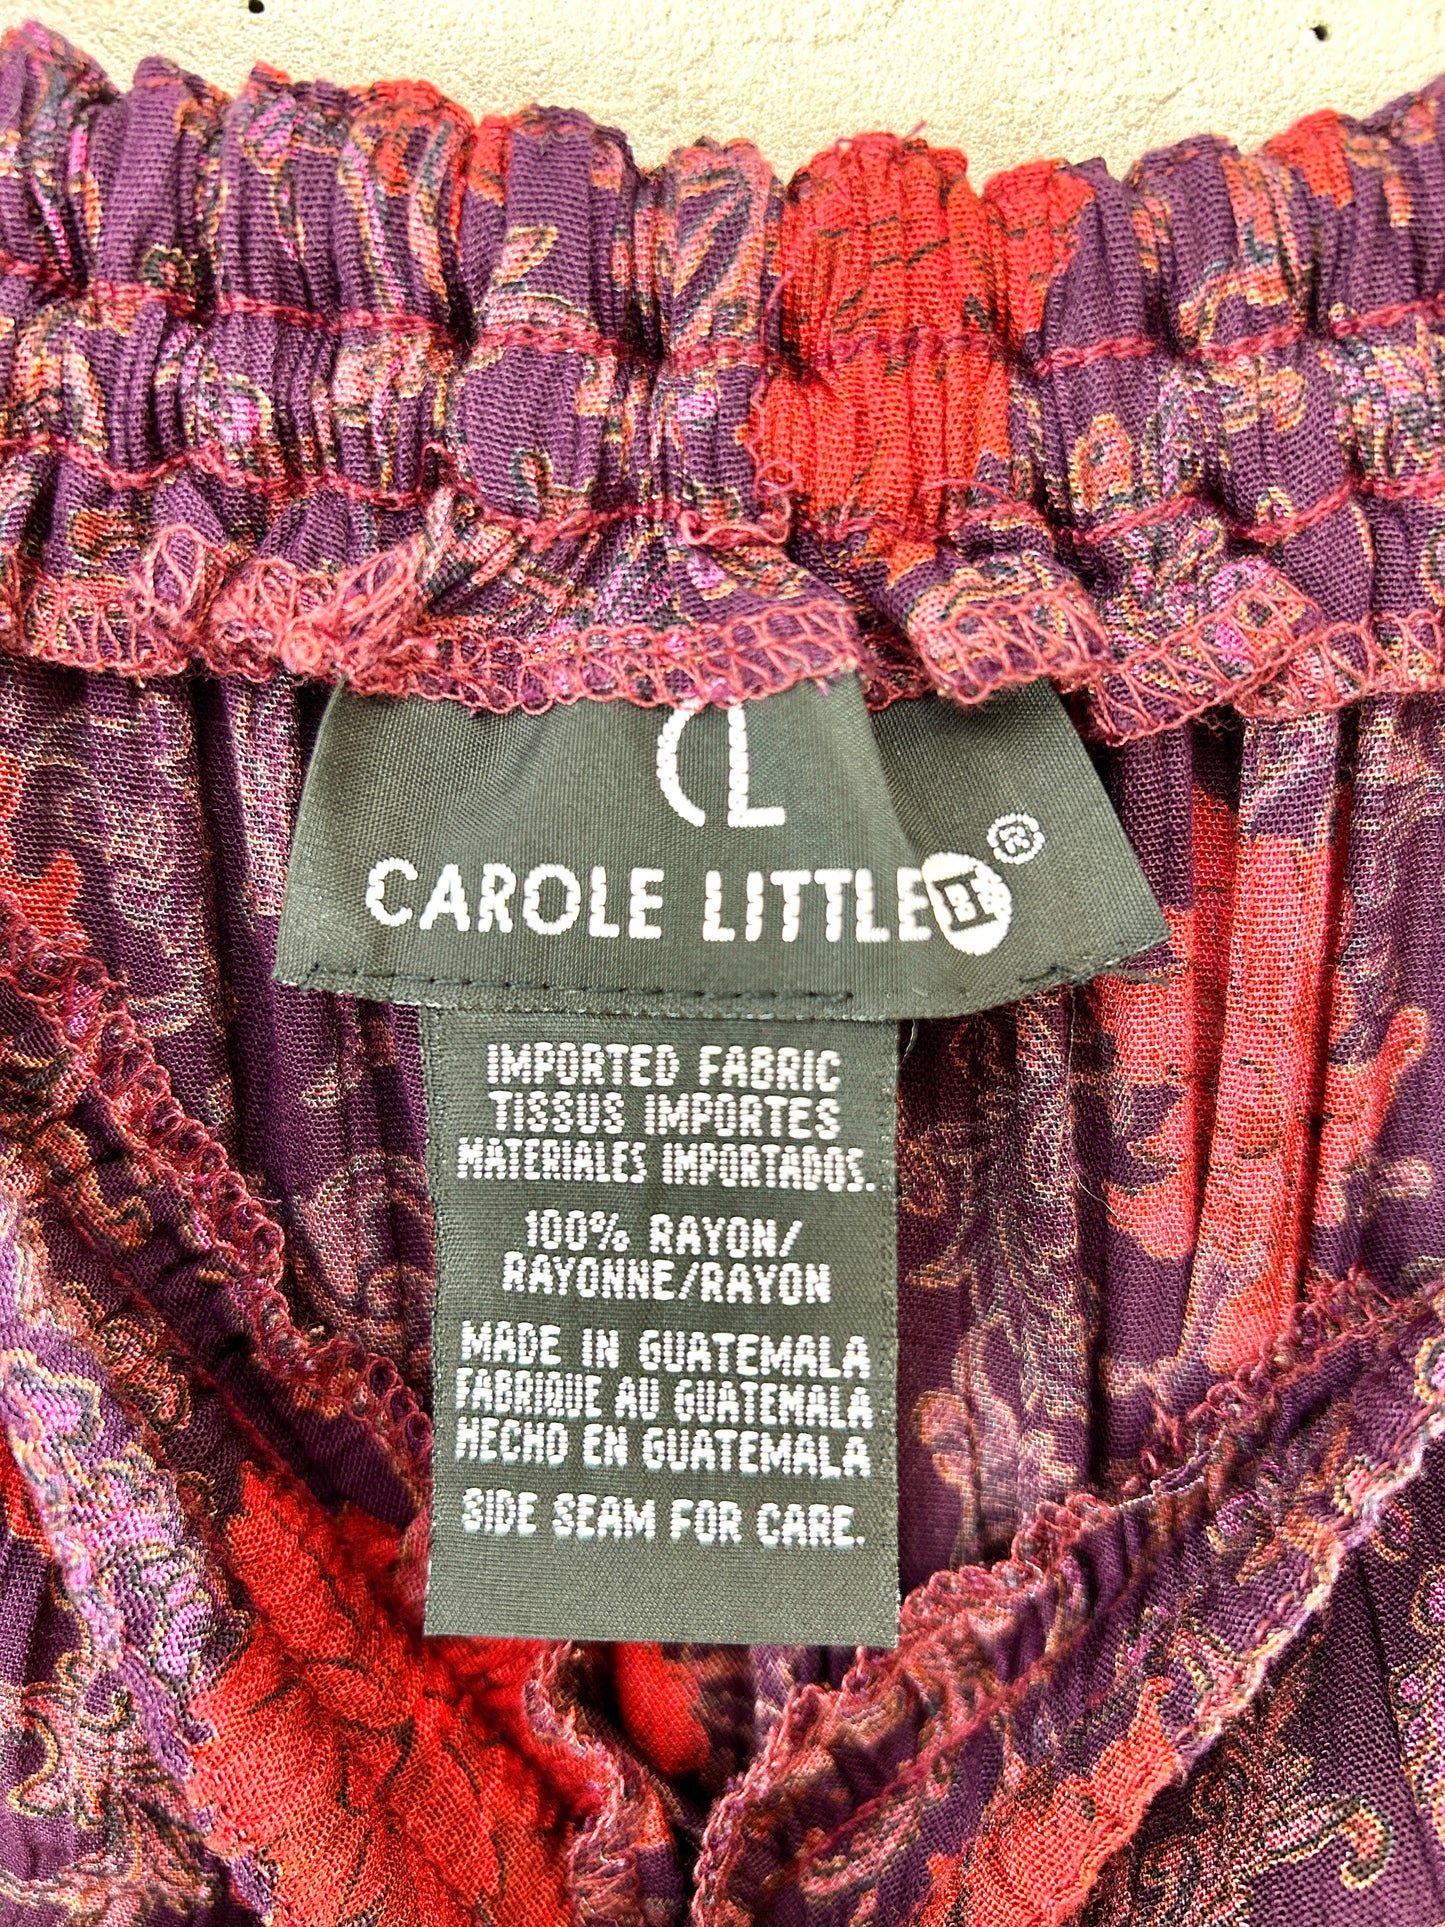 CL
CAROLE LITTLE II ®
IMPORTED FABRIC
TISSUS IMPORTES
MATERIALES IMPORTADOS.
100% RAYON/
RAYONNE/RAYON
MADE IN GUATEMALA
FABRIQUE AU GUATEMALA
HECHO EN GUATEMALA
SIDE SEAM FOR CARE.